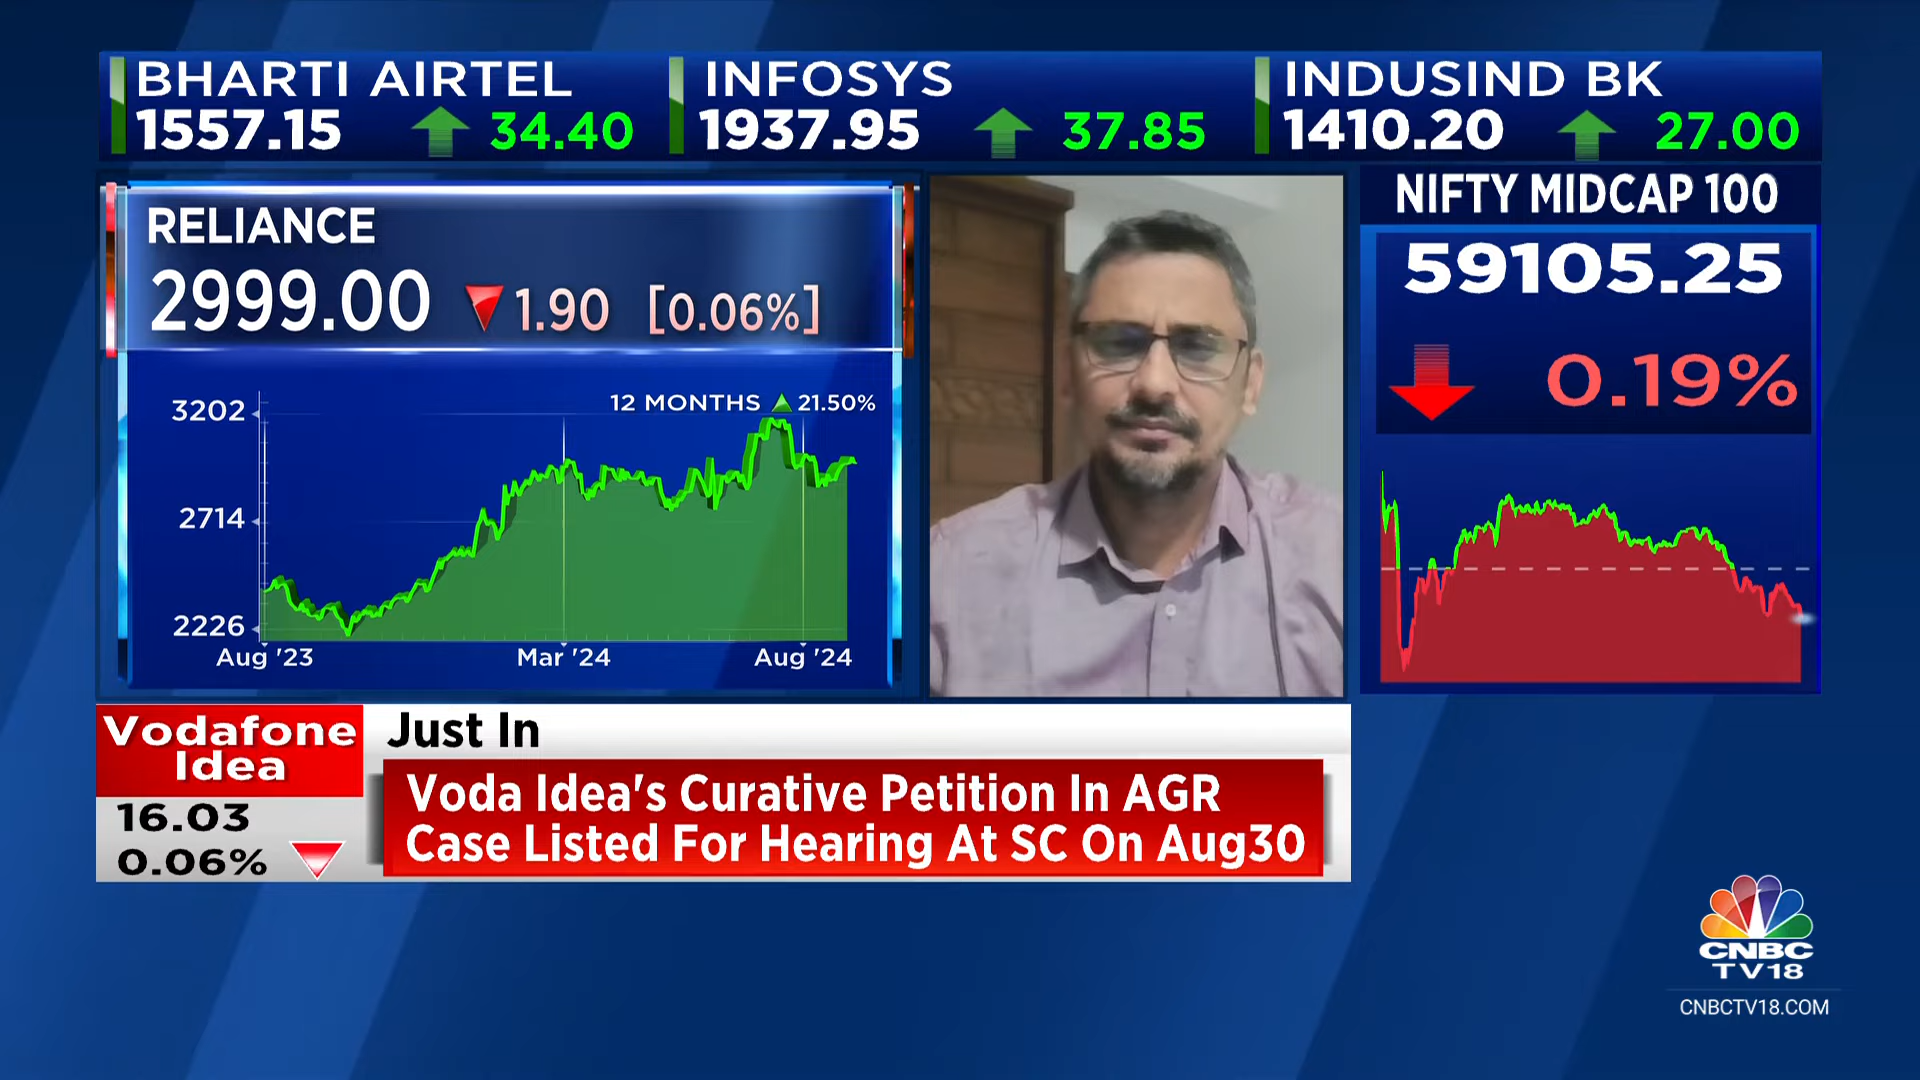 BHARTI AIRTEL
1557.15 34.40
INFOSYS
1937.95 37.85
INDUSIND BK
1410.20 27.00
RELIANCE
2999.00 1.90 [0.06%]
12 MONTHS 21.50%
3202
2714
2226
Aug '23 Mar '24 Aug '24
NIFTY MIDCAP 100
59105.25
0.19%
Vodafone
Idea
16.03
0.06%
Just In
Voda Idea's Curative Petition In AGR
Case Listed For Hearing At SC On Aug30
CNBC
TV18
CNBCTV18.COM